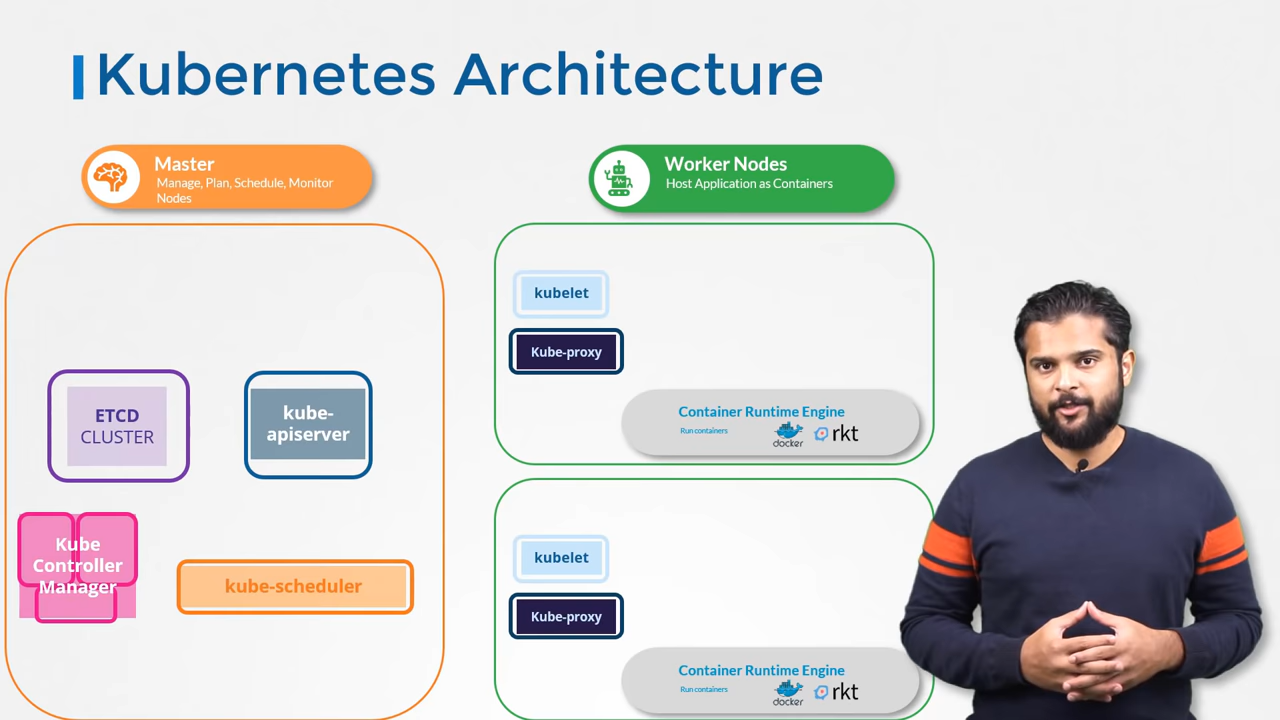 Kubernetes Architecture
Master
Manage, Plan, Schedule, Monitor
Nodes
ETCD
CLUSTER
kube-
apiserver
Kube
Controller
Manager
kube-scheduler
Worker Nodes
Host Application as Containers
kubelet
Kube-proxy
Container Runtime Engine
Run containers
docker
rkt
kubelet
Kube-proxy
Container Runtime Engine
Run containers
docker
rkt